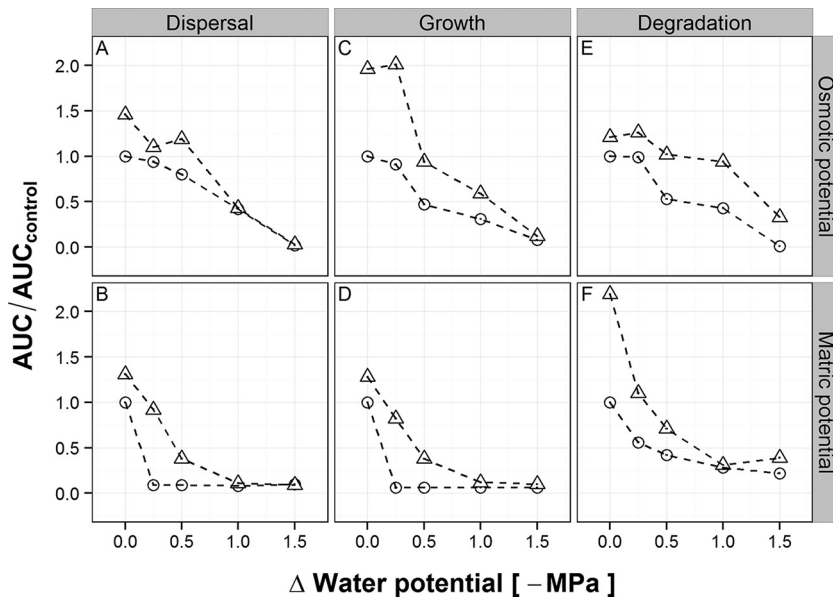 Dispersal Growth Degradation
A C E
2.0
1.5
1.0
0.5
0.0
Osmotic potential
B D F
2.0
1.5
1.0
0.5
0.0
Matric potential
AUC/AUCcontrol
0.0 0.5 1.0 1.5 0.0 0.5 1.0 1.5 0.0 0.5 1.0 1.5
Δ Water potential [ −MPa ]